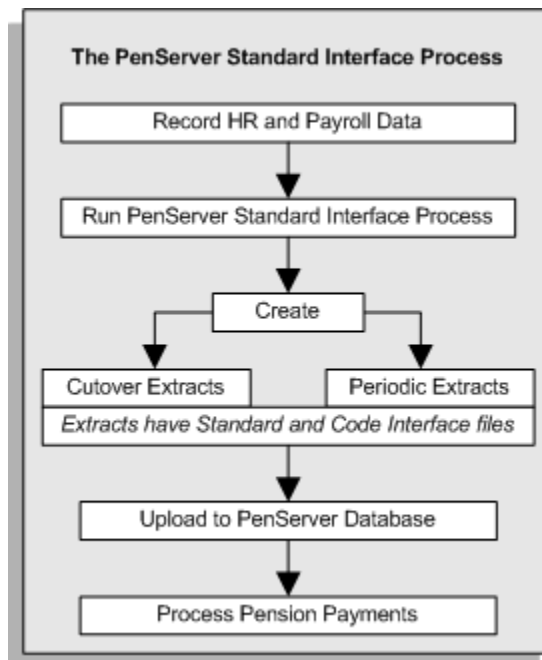 The PenServer Standard Interface Process
Record HR and Payroll Data
Run PenServer Standard Interface Process
Create
Cutover Extracts
Periodic Extracts
Extracts have Standard and Code Interface files
Upload to PenServer Database
Process Pension Payments